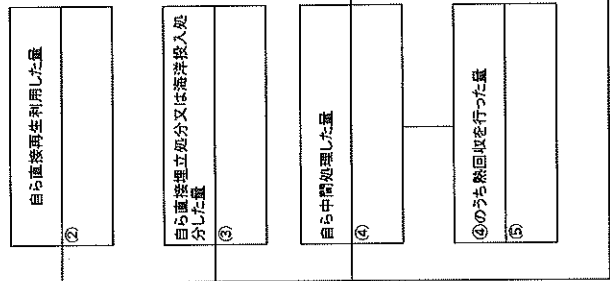 自ら直接再生利用した量
②
自ら直接埋立処分又は海洋投入処
分した量
③
自ら中間処理した量
④
④のうち熱回収を行った量
⑤